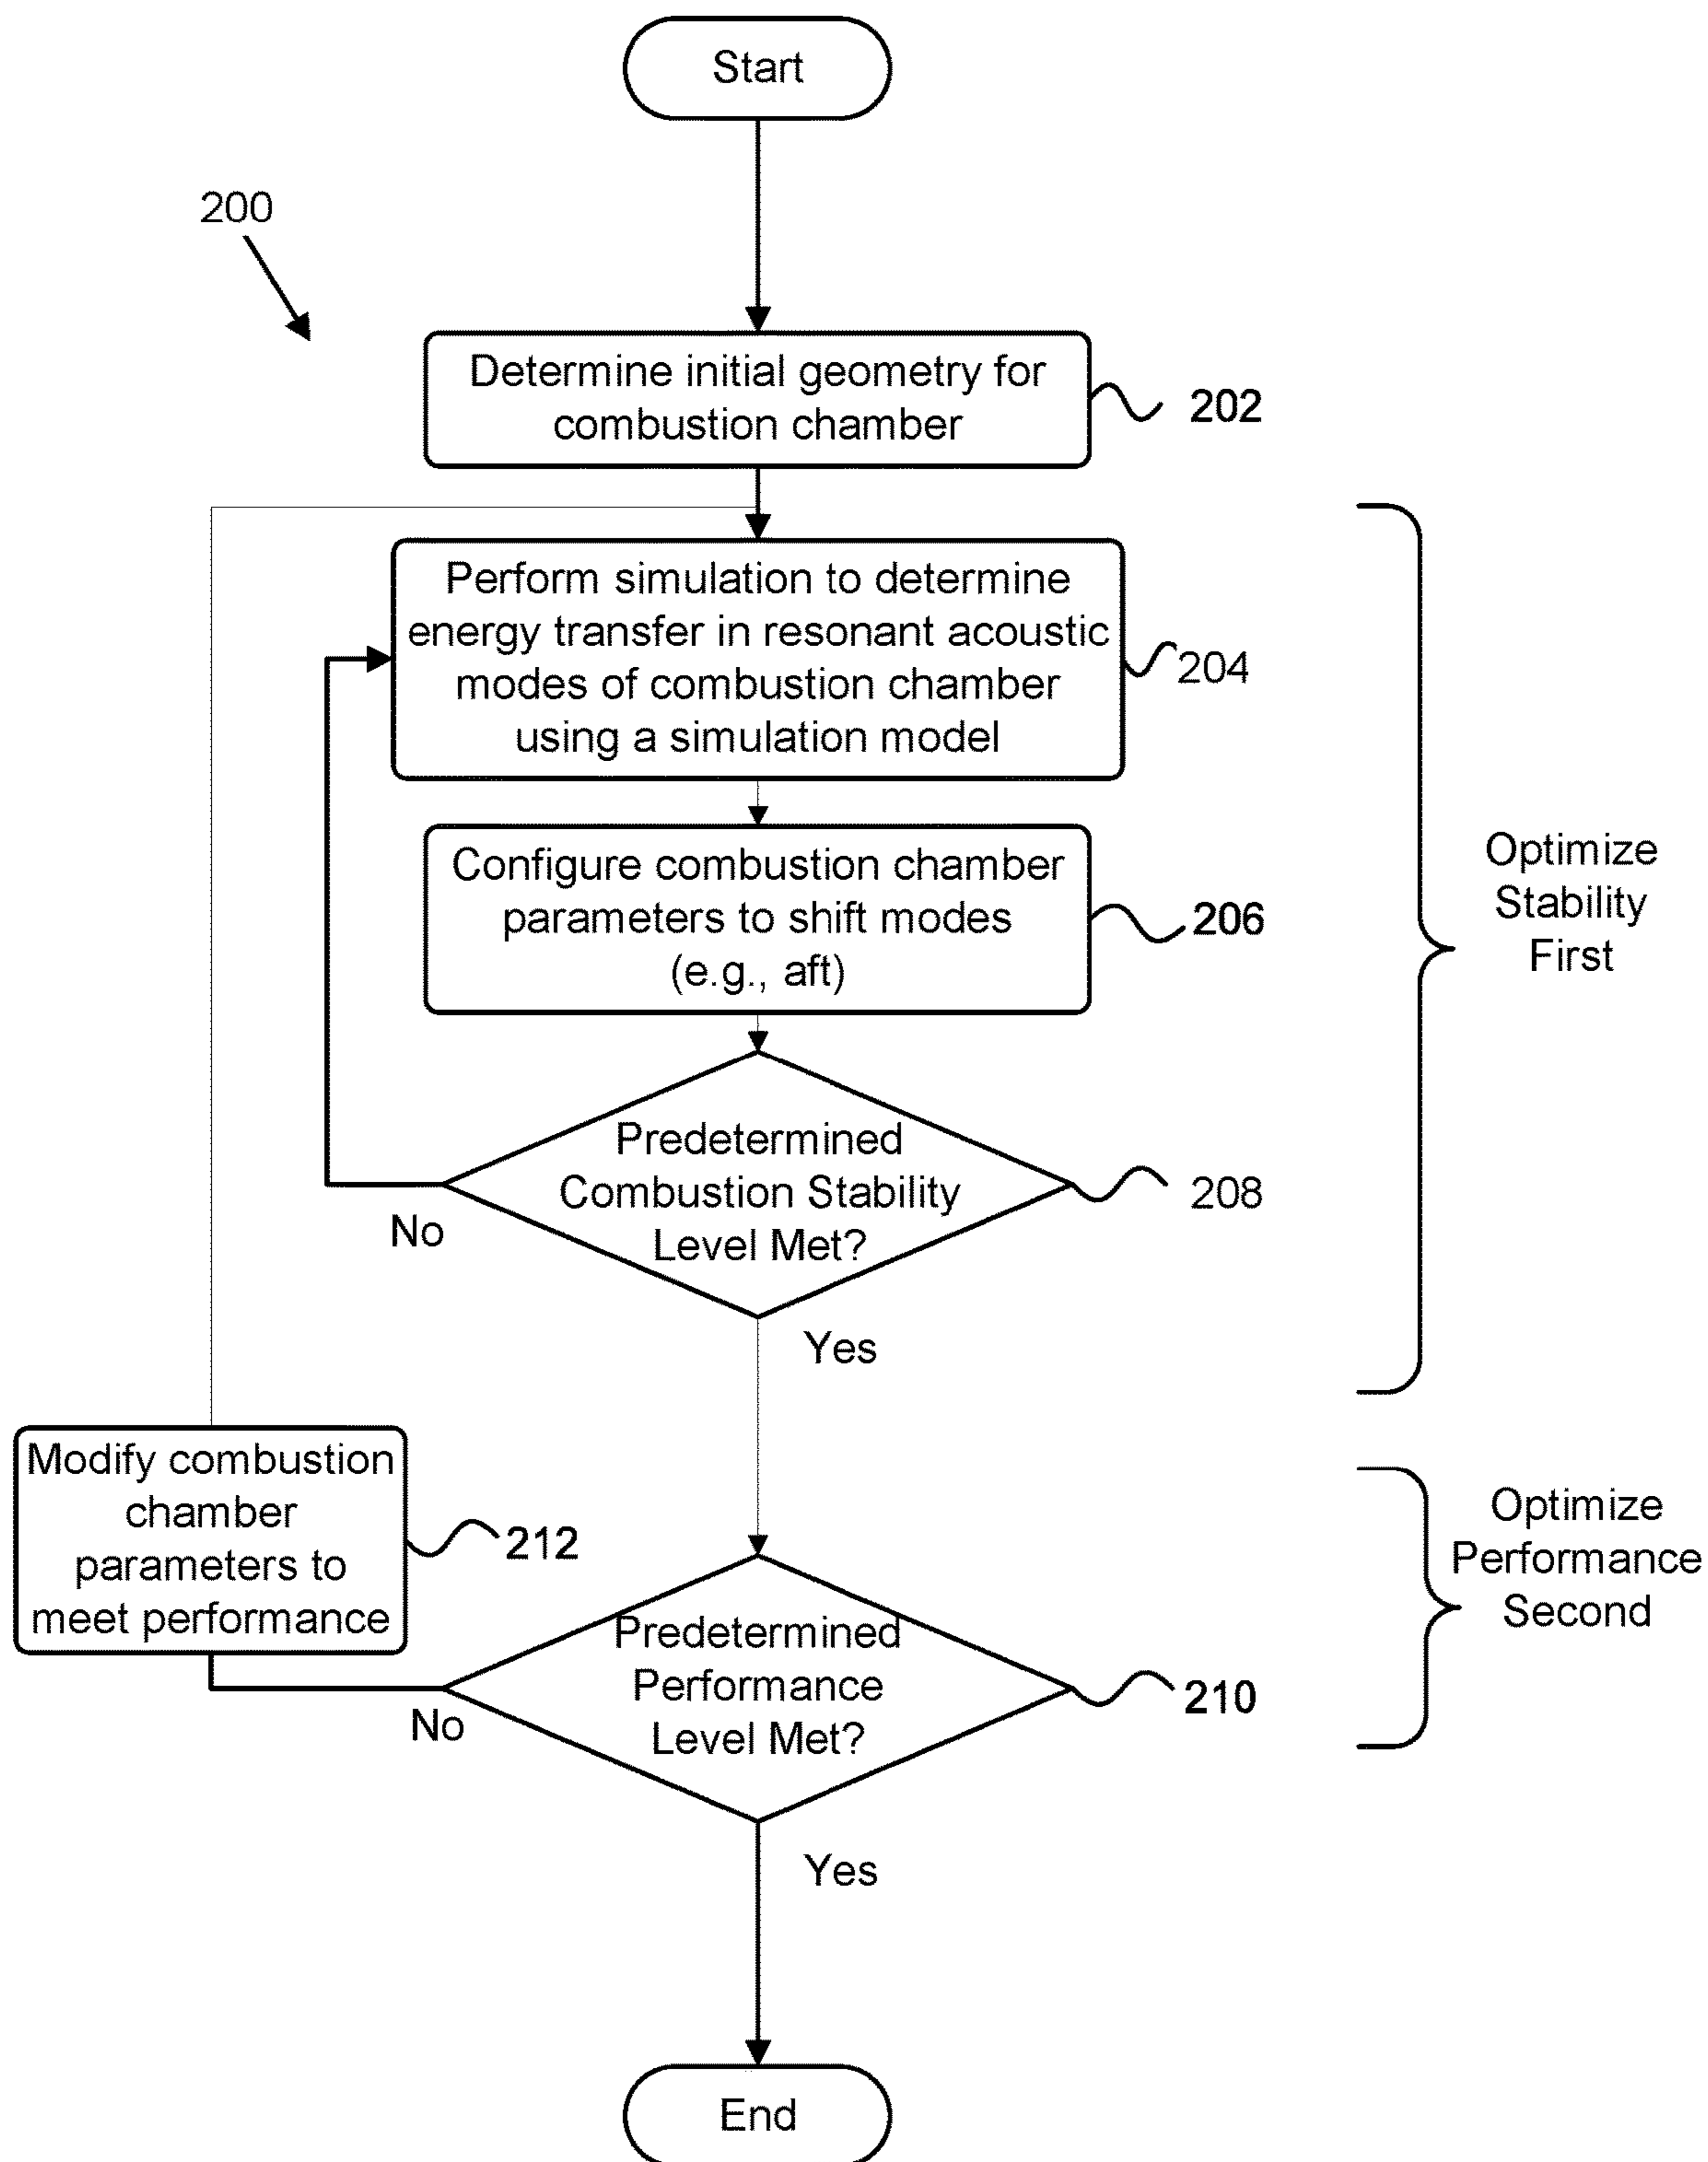 Start
200
Determine initial geometry for
combustion chamber
202
Perform simulation to determine
energy transfer in resonant acoustic
modes of combustion chamber
using a simulation model
204
Configure combustion chamber
parameters to shift modes
(e.g., aft)
206
Optimize
Stability
First
Predetermined
Combustion Stability
Level Met?
208
No
Yes
Modify combustion
chamber
parameters to
meet performance
212
Optimize
Performance
Second
Predetermined
Performance
Level Met?
210
No
Yes
End